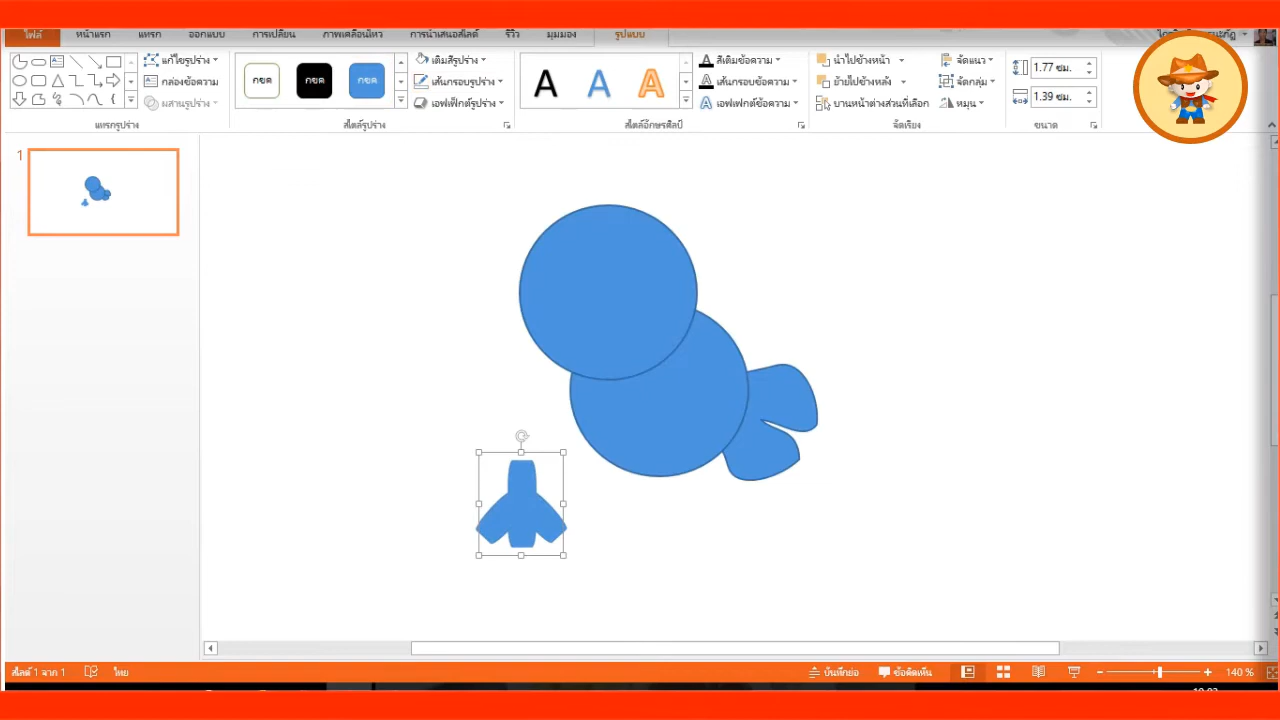 ไฟล์ หน้าแรก แทรก ออกแบบ การเปลี่ยน ภาพเคลื่อนไหว การนำเสนอสไลด์ รีวิว มุมมอง รูปแบบ
แก้ไขรูปร่าง กขค กขค กขค เติมสีรูปร่าง A A A สีเติมข้อความ นำไปข้างหน้า จัดแนว 1.77 ซม.
กล่องข้อความ เส้นกรอบรูปร่าง เส้นกรอบข้อความ ย้ายไปข้างหลัง จัดกลุ่ม 1.39 ซม.
ผสานรูปร่าง เอฟเฟ็กต์รูปร่าง เอฟเฟกต์ข้อความ บานหน้าต่างส่วนที่เลือก หมุน
แทรกรูปร่าง สไตล์รูปร่าง สไตล์อักษรศิลป์ จัดเรียง ขนาด
1
สไลด์ 1 จาก 1 ไทย บันทึกย่อ ข้อคิดเห็น 140 %